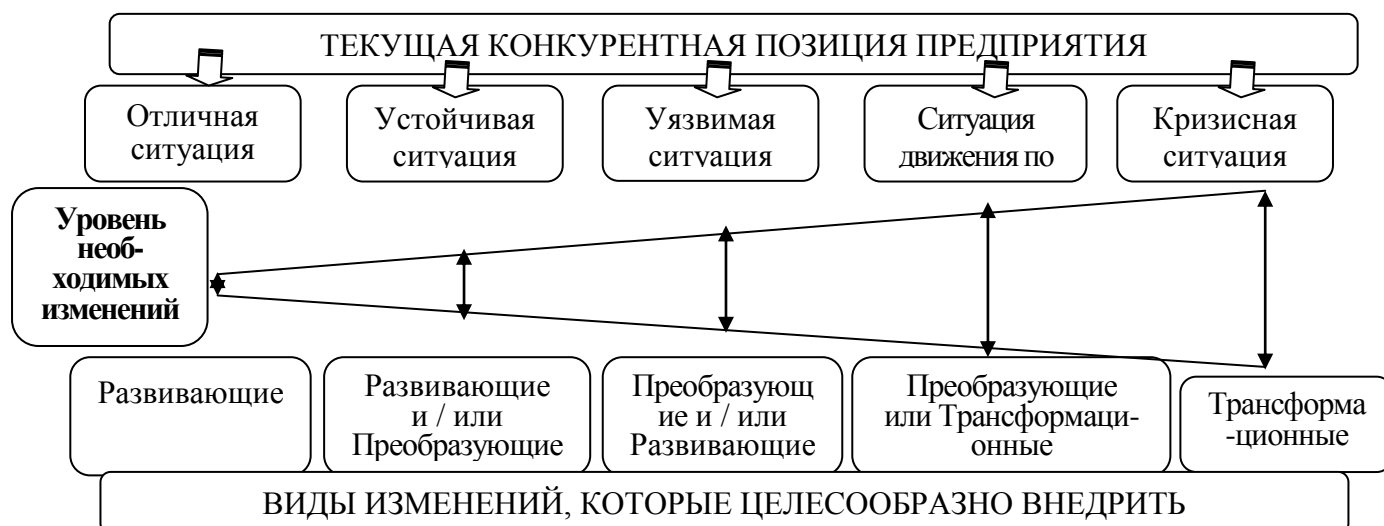 ТЕКУЩАЯ КОНКУРЕНТНАЯ ПОЗИЦИЯ ПРЕДПРИЯТИЯ
Отличная
ситуация
Устойчивая
ситуация
Уязвимая
ситуация
Ситуация
движения по
Кризисная
ситуация
Уровень
необ-
ходимых
изменений
Развивающие
Развивающие
и / или
Преобразующие
Преобразующ
ие и / или
Развивающие
Преобразующие
или Трансформаци-
онные
Трансформа
-ционные
ВИДЫ ИЗМЕНЕНИЙ, КОТОРЫЕ ЦЕЛЕСООБРАЗНО ВНЕДРИТЬ